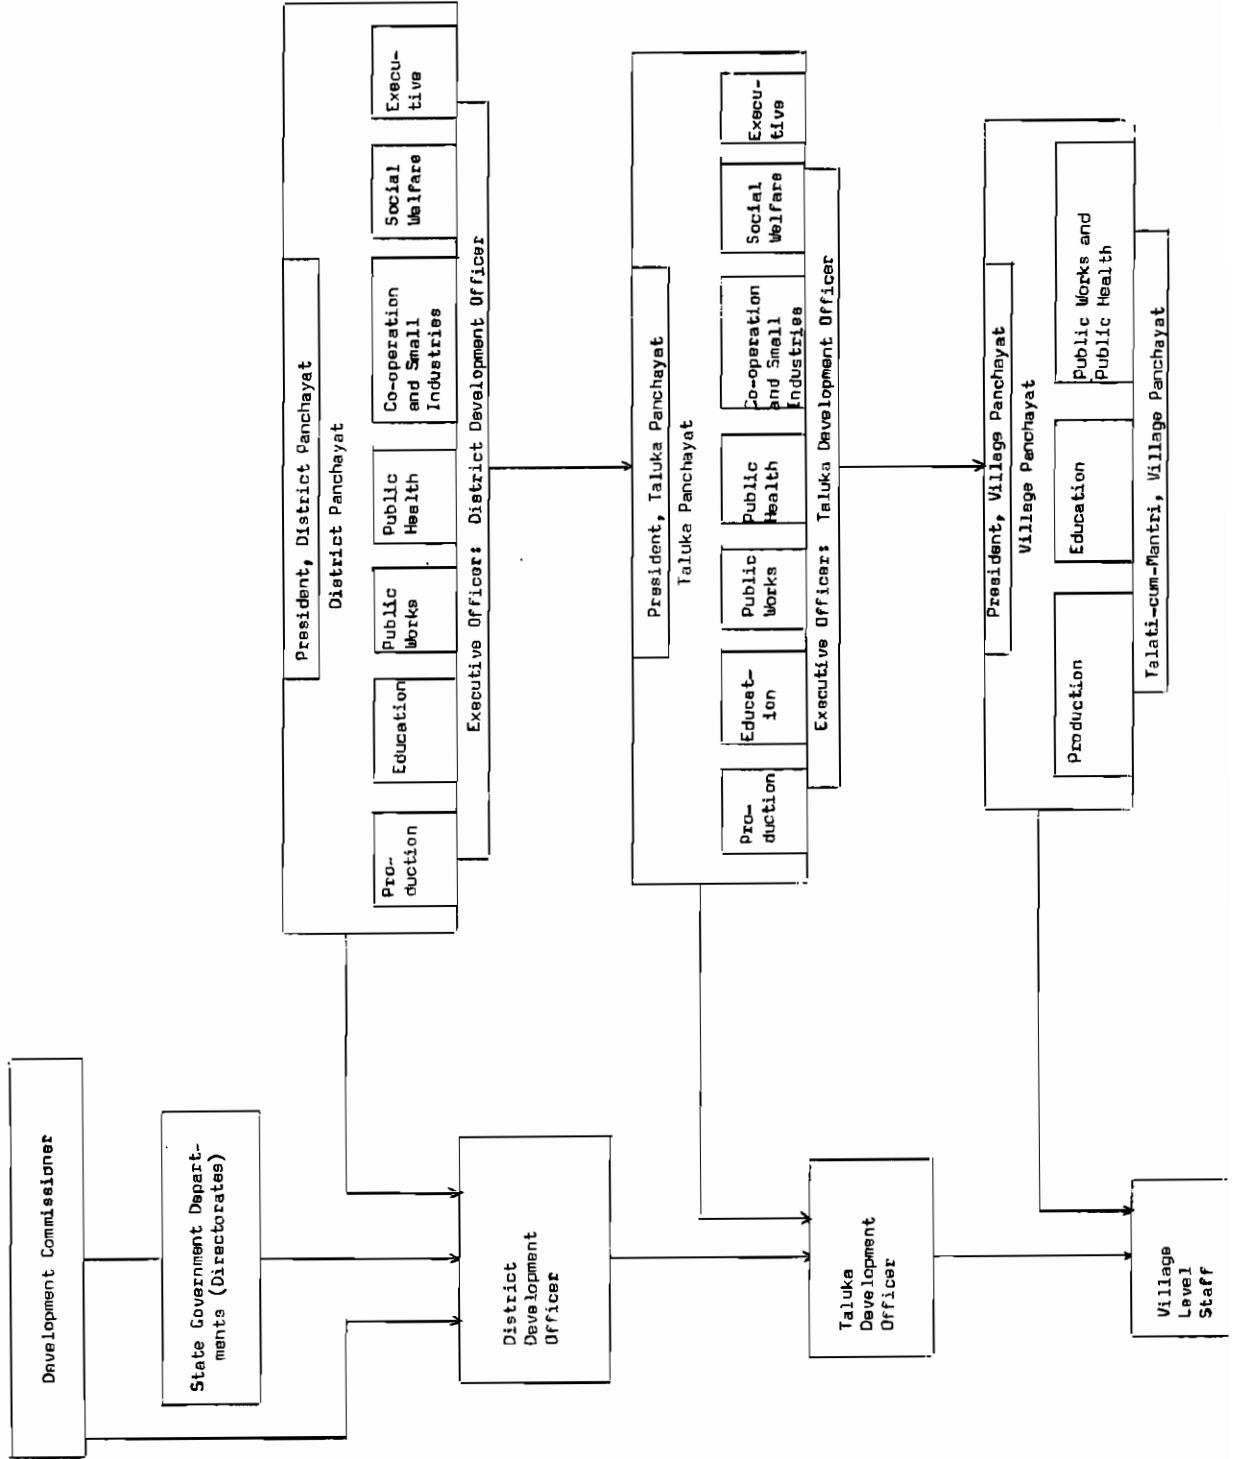 Development Commissioner
State Government Depart-
ments (Directorates)
District
Development
Officer
Taluka
Development
Officer
Village
Level
Staff
President, District Panchayat
District Panchayat
Pro-
duction
Education
Public
Works
Public
Health
Co-operation
and Small
Industries
Social
Welfare
Execu-
tive
Executive Officer: District Development Officer
President, Taluka Panchayat
Taluka Panchayat
Pro-
duction
Educat-
ion
Public
Works
Public
Health
Co-operation
and Small
Industries
Social
Welfare
Execu-
tive
Executive Officer: Taluka Development Officer
President, Village Panchayat
Village Panchayat
Production
Education
Public Works and
Public Health
Talati-cum-Mantri, Village Panchayat